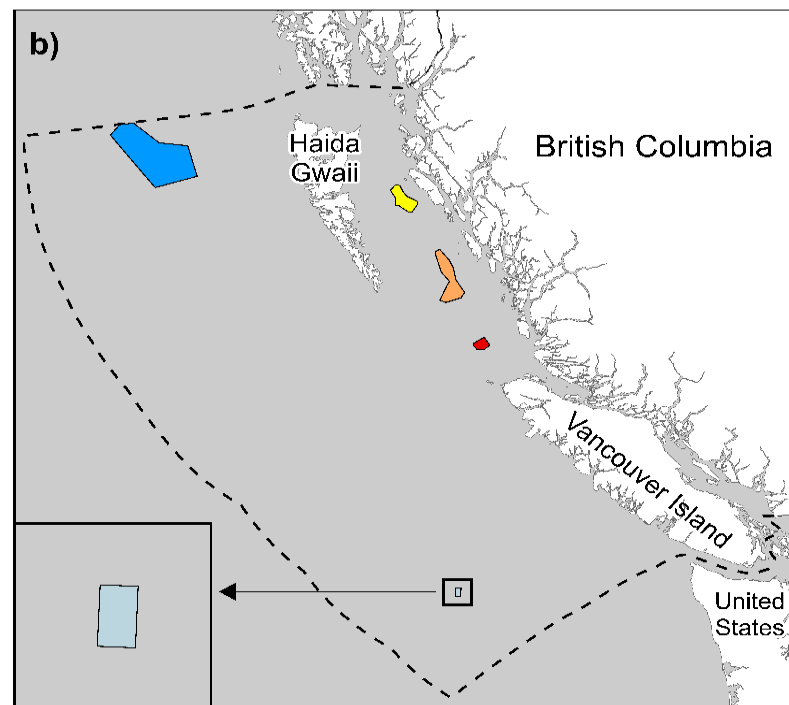 b)
Haida
Gwaii
British Columbia
Vancouver Island
United
States